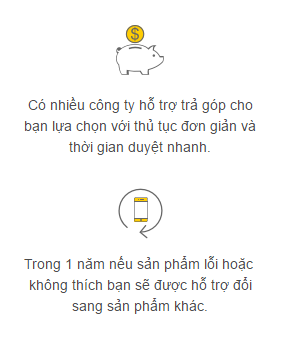 $
Có nhiều công ty hỗ trợ trả góp cho
bạn lựa chọn với thủ tục đơn giản và
thời gian duyệt nhanh.
Trong 1 năm nếu sản phẩm lỗi hoặc
không thích bạn sẽ được hỗ trợ đổi
sang sản phẩm khác.